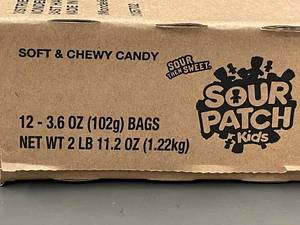 SOFT & CHEWY CANDY
SOUR
THEN SWEET.
SOUR
PATCH
Kids
12 - 3.6 OZ (102g) BAGS
NET WT 2 LB 11.2 OZ (1.22kg)